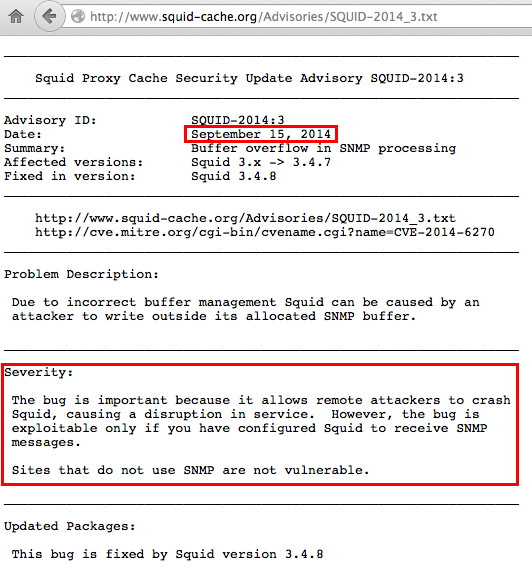 http://www.squid-cache.org/Advisories/SQUID-2014_3.txt
Squid Proxy Cache Security Update Advisory SQUID-2014:3
Advisory ID: SQUID-2014:3
Date: September 15, 2014
Summary: Buffer overflow in SNMP processing
Affected versions: Squid 3.x -> 3.4.7
Fixed in version: Squid 3.4.8
http://www.squid-cache.org/Advisories/SQUID-2014_3.txt
http://cve.mitre.org/cgi-bin/cvename.cgi?name=CVE-2014-6270
Problem Description:
Due to incorrect buffer management Squid can be caused by an
attacker to write outside its allocated SNMP buffer.
Severity:
The bug is important because it allows remote attackers to crash
Squid, causing a disruption in service.  However, the bug is
exploitable only if you have configured Squid to receive SNMP
messages.
Sites that do not use SNMP are not vulnerable.
Updated Packages:
This bug is fixed by Squid version 3.4.8